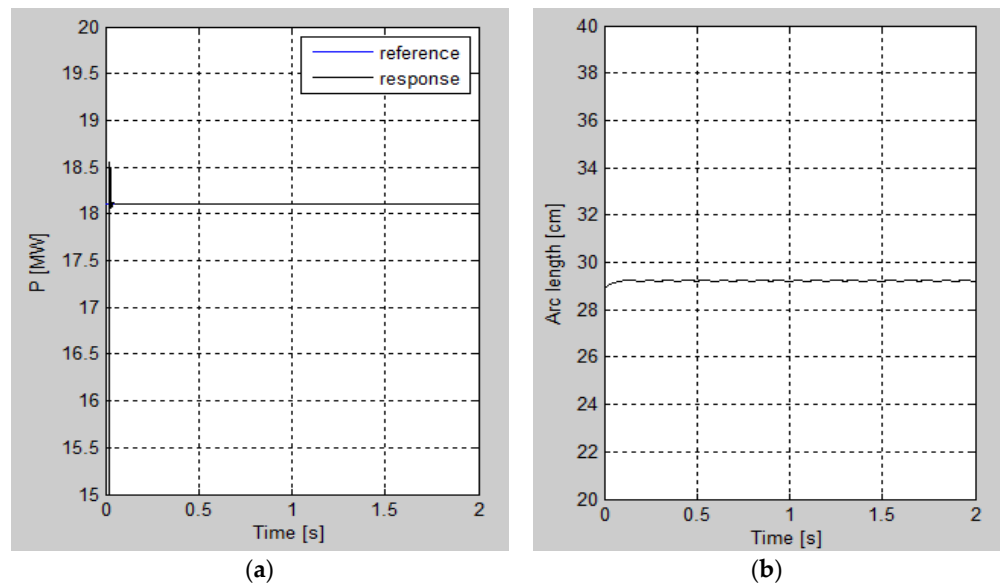 20
19.5
19
18.5
18
17.5
17
16.5
16
15.5
15
P [MW]
reference
response
0 0.5 1 1.5 2
Time [s]
(a)
40
38
36
34
32
30
28
26
24
22
20
Arc length [cm]
0 0.5 1 1.5 2
Time [s]
(b)